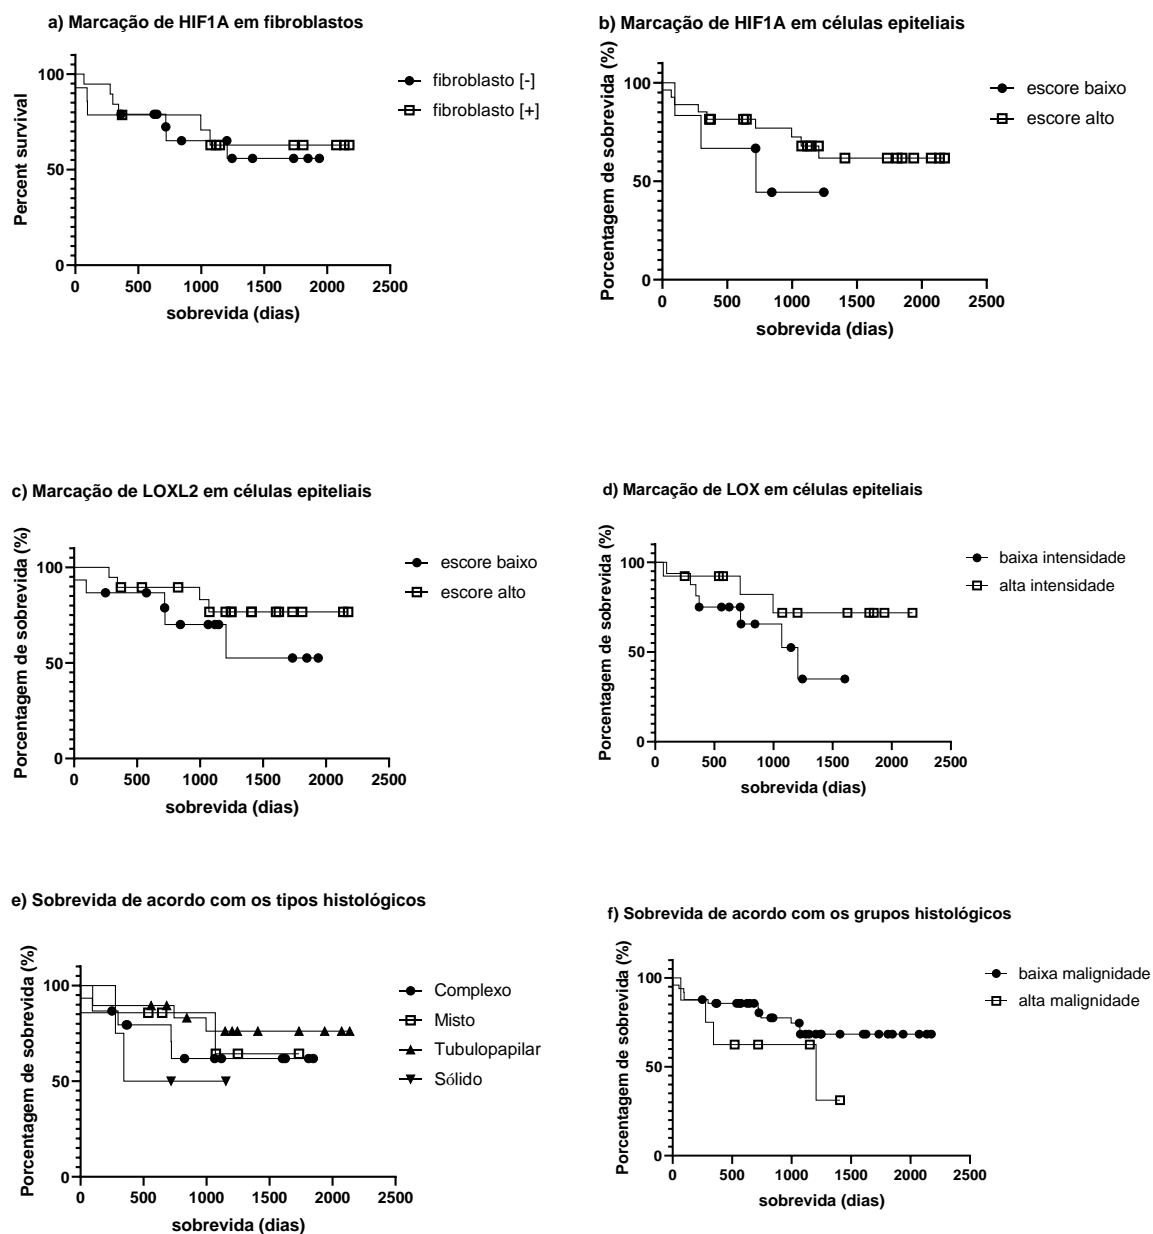 a) Marcação de HIF1A em fibroblastos
Percent survival
100
50
0
0 500 1000 1500 2000 2500
sobrevida (dias)
fibroblasto [-]
fibroblasto [+]
b) Marcação de HIF1A em células epiteliais
Porcentagem de sobrevida (%)
100
50
0
0 500 1000 1500 2000 2500
sobrevida (dias)
escore baixo
escore alto
c) Marcação de LOXL2 em células epiteliais
Porcentagem de sobrevida (%)
100
50
0
0 500 1000 1500 2000 2500
sobrevida (dias)
escore baixo
escore alto
d) Marcação de LOX em células epiteliais
Porcentagem de sobrevida (%)
100
50
0
0 500 1000 1500 2000 2500
sobrevida (dias)
baixa intensidade
alta intensidade
e) Sobrevida de acordo com os tipos histológicos
Porcentagem de sobrevida (%)
100
50
0
0 500 1000 1500 2000 2500
sobrevida (dias)
Complexo
Misto
Tubulopapilar
Sólido
f) Sobrevida de acordo com os grupos histológicos
Porcentagem de sobrevida (%)
100
50
0
0 500 1000 1500 2000 2500
sobrevida (dias)
baixa malignidade
alta malignidade